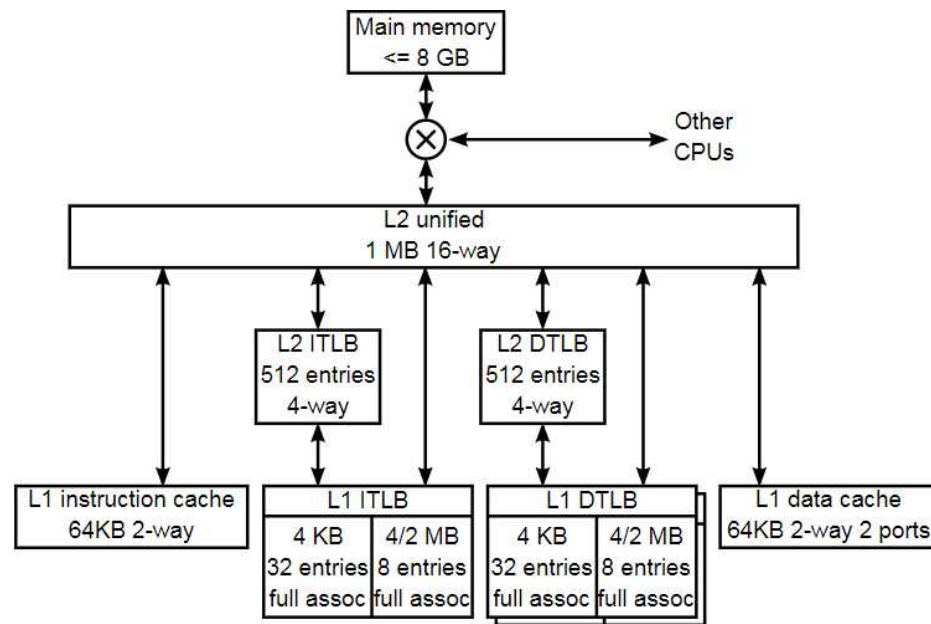 Main memory
<= 8 GB
Other
CPUs
L2 unified
1 MB 16-way
L2 ITLB
512 entries
4-way
L2 DTLB
512 entries
4-way
L1 instruction cache
64KB 2-way
L1 ITLB
4 KB
32 entries
full assoc
4/2 MB
8 entries
full assoc
L1 DTLB
4 KB
32 entries
full assoc
4/2 MB
8 entries
full assoc
L1 data cache
64KB 2-way 2 ports